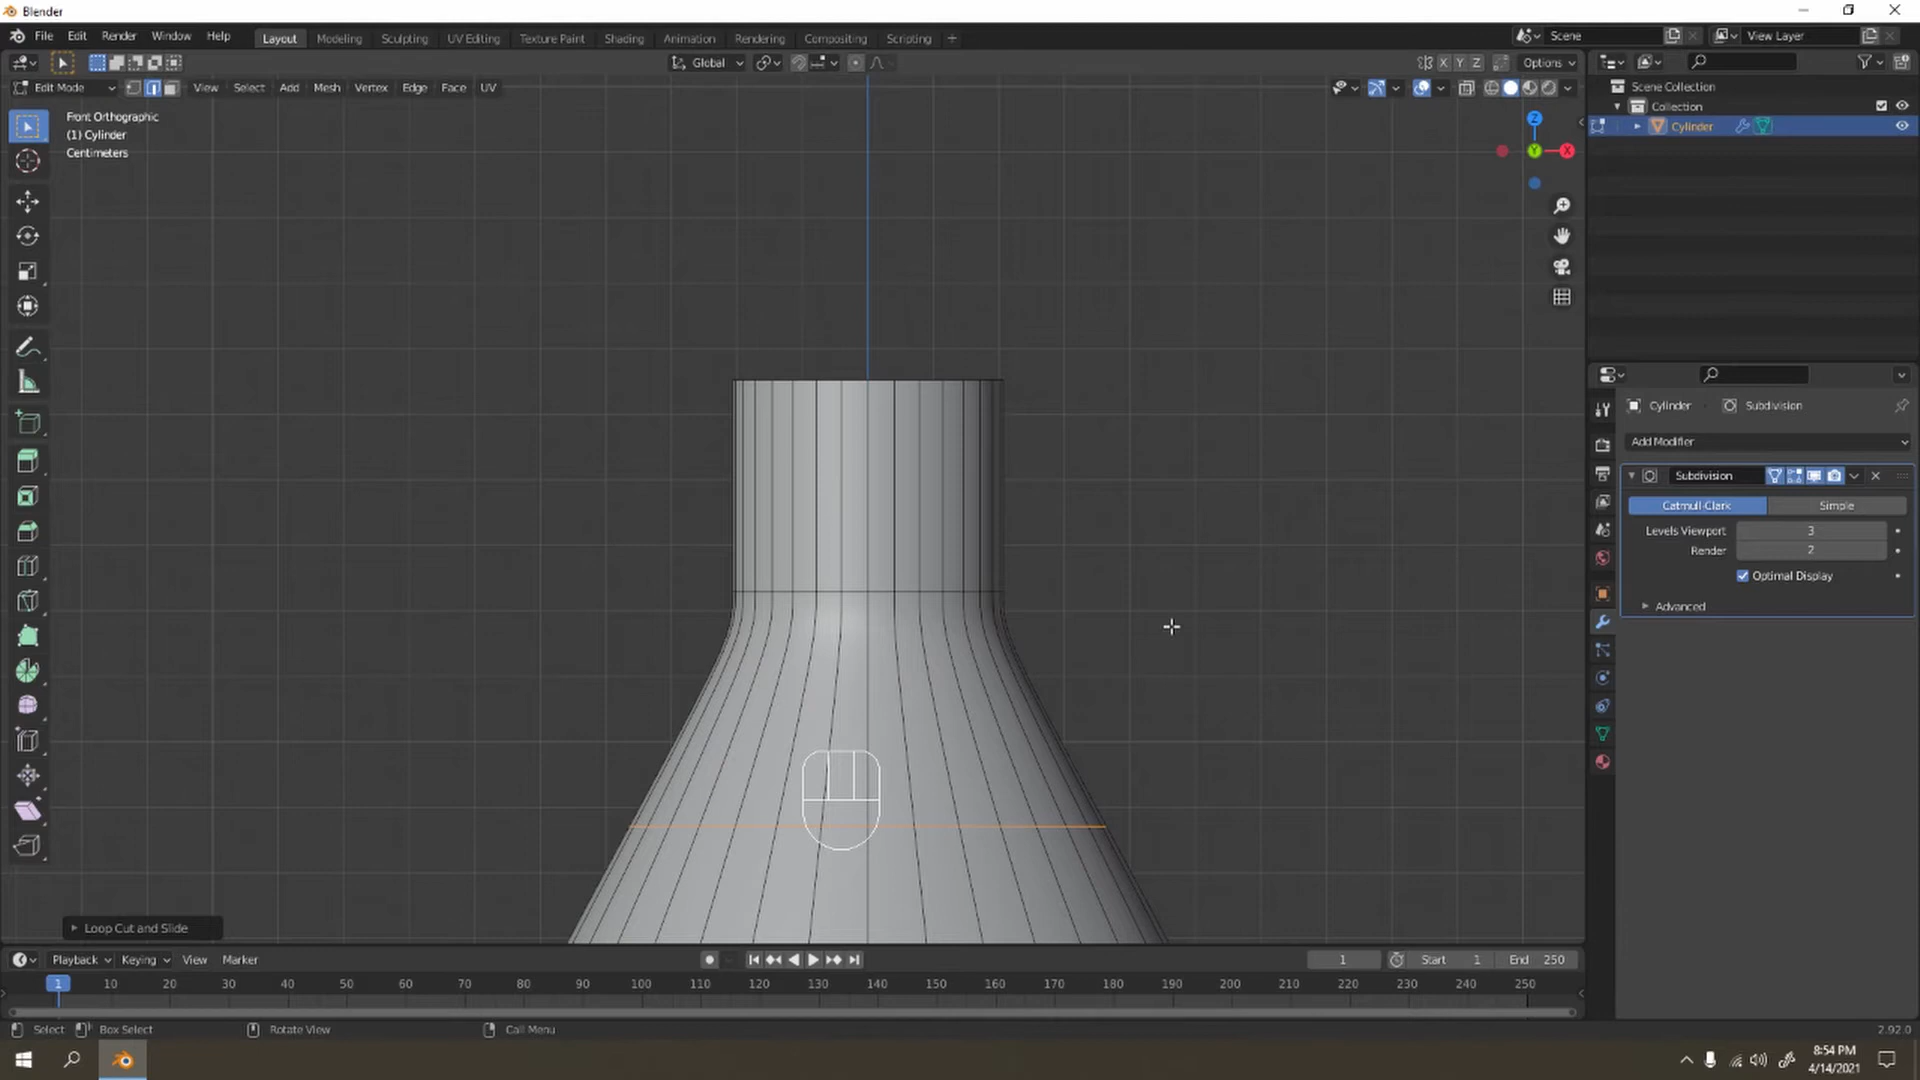 Blender
File Edit Render Window Help Layout Modeling Sculpting UV Editing Texture Paint Shading Animation Rendering Compositing Scripting + Scene View Layer
Global X Y Z Options
Edit Mode View Select Add Mesh Vertex Edge Face UV
Scene Collection
Collection
Cylinder
Front Orthographic
(1) Cylinder
Centimeters
Z
X
Y
Cylinder Subdivision
Add Modifier
Subdivision
Catmull-Clark Simple
Levels Viewport 3
Render 2
Optimal Display
Advanced
Loop Cut and Slide
Playback Keying View Marker 1 Start 1 End 250
1 10 20 30 40 50 60 70 80 90 100 110 120 130 140 150 160 170 180 190 200 210 220 230 240 250
Select Box Select Rotate View Call Menu 2.92.0
8:54 PM
4/14/2021